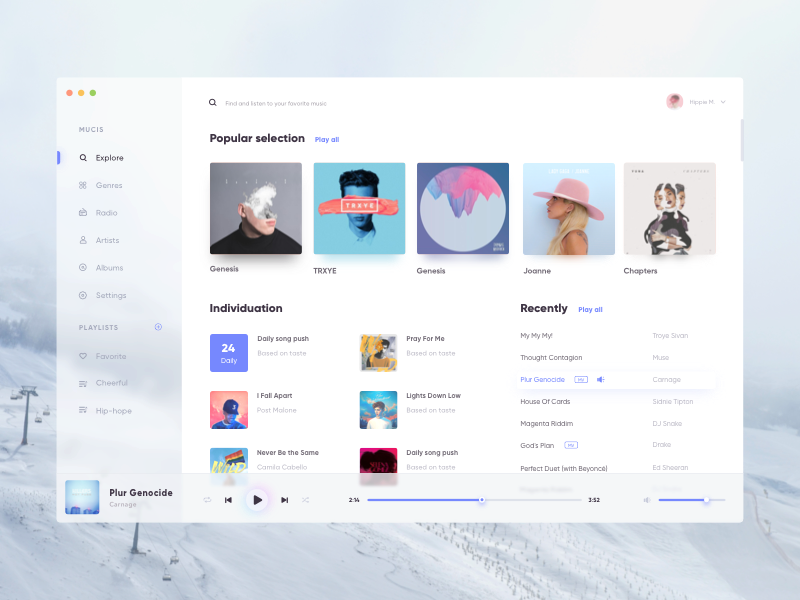 MUCIS
Explore
Genres
Radio
Artists
Albums
Settings
PLAYLISTS
Favorite
Cheerful
Hip-hope
Find and listen to your favorite music
Hippie M.
Popular selection Play all
Genesis
TRXYE
TRXYE
Genesis
Joanne
Chapters
Individuation
24
Daily
Daily song push
Based on taste
Pray For Me
Based on taste
I Fall Apart
Post Malone
Lights Down Low
Based on taste
WILD
Never Be the Same
Camila Cabello
Daily song push
Based on taste
Recently Play all
My My My! Troye Sivan
Thought Contagion Muse
Plur Genocide Carnage
House Of Cards Sidnie Tipton
Magenta Riddim DJ Snake
God's Plan Drake
Perfect Duet (with Beyoncé) Ed Sheeran
Plur Genocide
Carnage
2:14
3:52